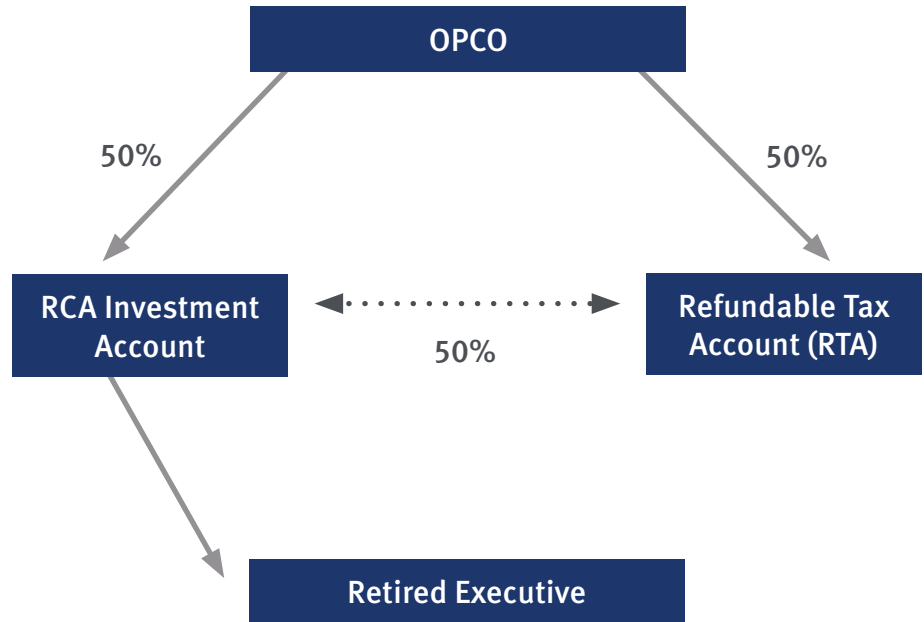 OPCO
50%
50%
RCA Investment
Account
50%
Refundable Tax
Account (RTA)
Retired Executive